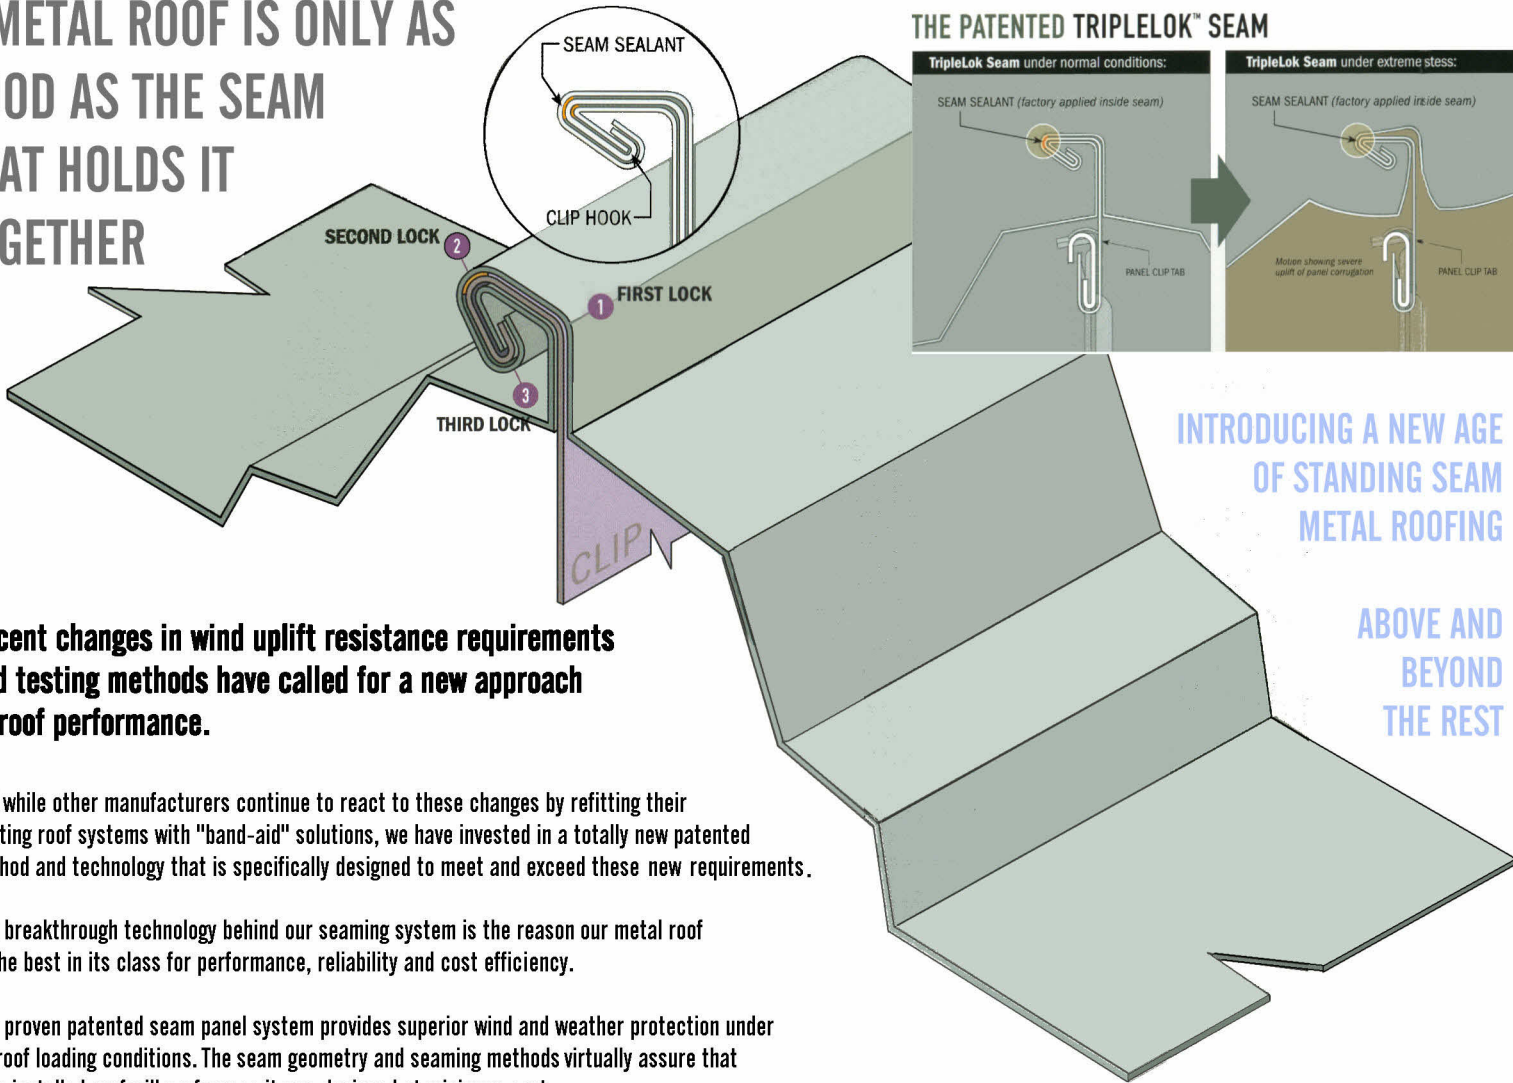 METAL ROOF IS ONLY AS
OD AS THE SEAM
AT HOLDS IT
GETHER
SEAM SEALANT
CLIP HOOK
SECOND LOCK 2
1 FIRST LOCK
3
THIRD LOCK
CLIP
THE PATENTED TRIPLELOK™ SEAM
TripleLok Seam under normal conditions:
SEAM SEALANT (factory applied inside seam)
PANEL CLIP TAB
TripleLok Seam under extreme stess:
SEAM SEALANT (factory applied inside seam)
Motion showing severe
uplift of panel corrugation
PANEL CLIP TAB
INTRODUCING A NEW AGE
OF STANDING SEAM
METAL ROOFING
ABOVE AND
BEYOND
THE REST
cent changes in wind uplift resistance requirements
d testing methods have called for a new approach
roof performance.
while other manufacturers continue to react to these changes by refitting their
ting roof systems with "band-aid" solutions, we have invested in a totally new patented
hod and technology that is specifically designed to meet and exceed these new requirements.
breakthrough technology behind our seaming system is the reason our metal roof
he best in its class for performance, reliability and cost efficiency.
proven patented seam panel system provides superior wind and weather protection under
roof loading conditions. The seam geometry and seaming methods virtually assure that